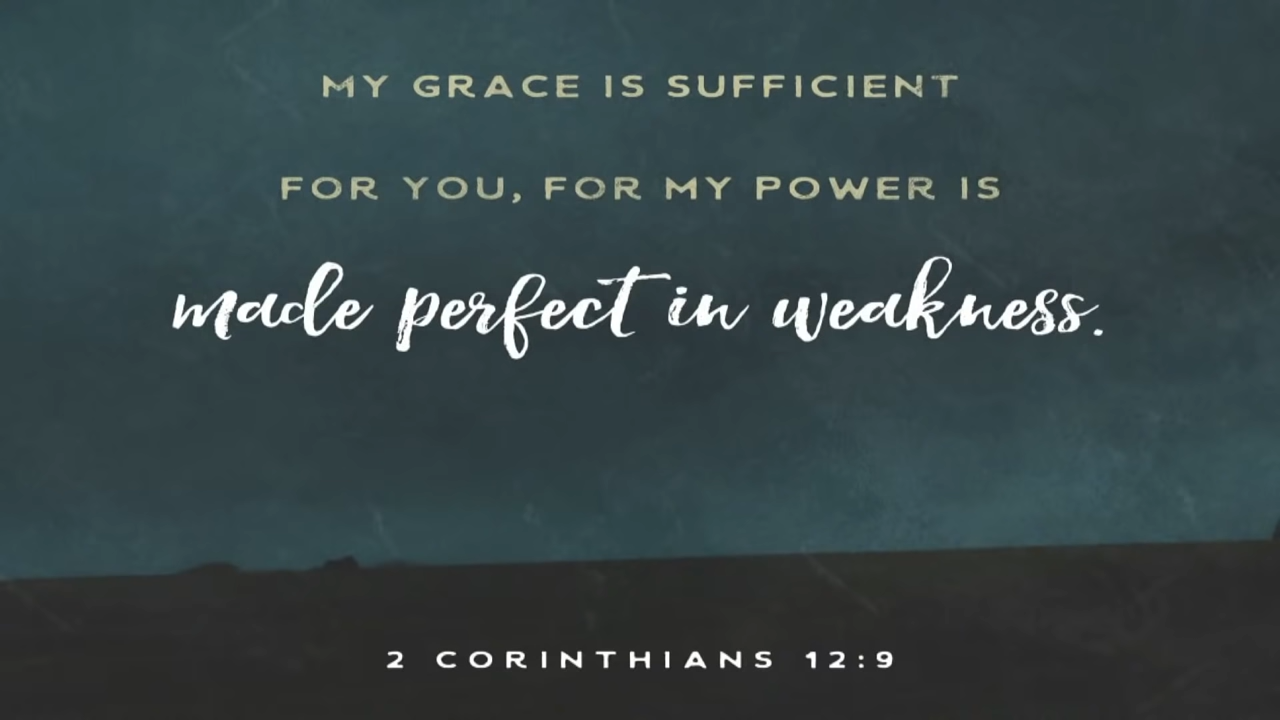 MY GRACE IS SUFFICIENT
FOR YOU, FOR MY POWER IS
made perfect in weakness.
2 CORINTHIANS 12:9